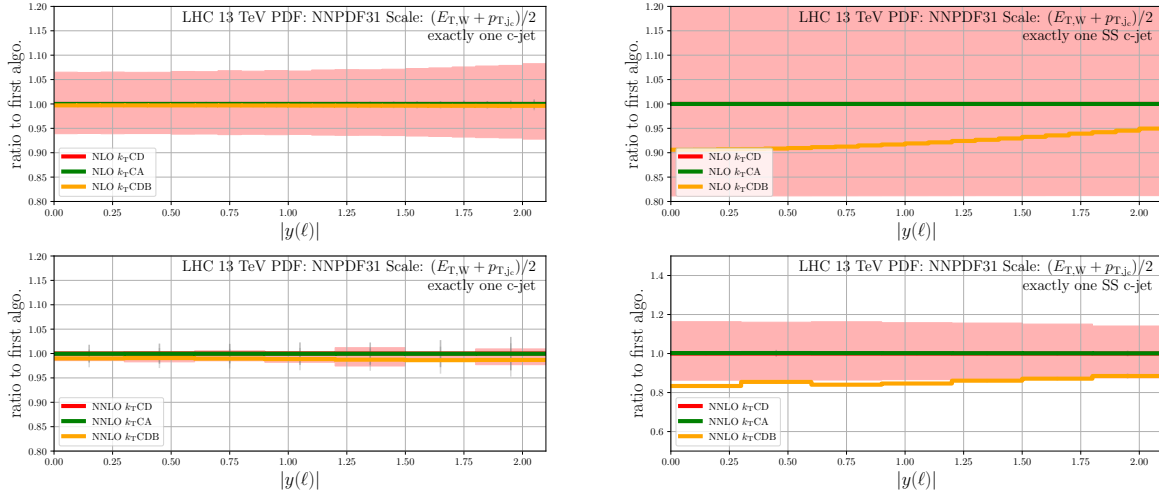 LHC 13 TeV PDF: NNPDF31 Scale: (E_{T,W} + p_{T,j_c})/2
exactly one c-jet
ratio to first algo.
1.20
1.15
1.10
1.05
1.00
0.95
0.90
0.85
0.80
NLO k_TCD
NLO k_TCA
NLO k_TCDB
0.00 0.25 0.50 0.75 1.00 1.25 1.50 1.75 2.00
|y(ℓ)|
LHC 13 TeV PDF: NNPDF31 Scale: (E_{T,W} + p_{T,j_c})/2
exactly one SS c-jet
ratio to first algo.
1.20
1.15
1.10
1.05
1.00
0.95
0.90
0.85
0.80
NLO k_TCD
NLO k_TCA
NLO k_TCDB
0.00 0.25 0.50 0.75 1.00 1.25 1.50 1.75 2.00
|y(ℓ)|
LHC 13 TeV PDF: NNPDF31 Scale: (E_{T,W} + p_{T,j_c})/2
exactly one c-jet
ratio to first algo.
1.20
1.15
1.10
1.05
1.00
0.95
0.90
0.85
0.80
NNLO k_TCD
NNLO k_TCA
NNLO k_TCDB
0.00 0.25 0.50 0.75 1.00 1.25 1.50 1.75 2.00
|y(ℓ)|
LHC 13 TeV PDF: NNPDF31 Scale: (E_{T,W} + p_{T,j_c})/2
exactly one SS c-jet
ratio to first algo.
1.4
1.2
1.0
0.8
0.6
NNLO k_TCD
NNLO k_TCA
NNLO k_TCDB
0.00 0.25 0.50 0.75 1.00 1.25 1.50 1.75 2.00
|y(ℓ)|